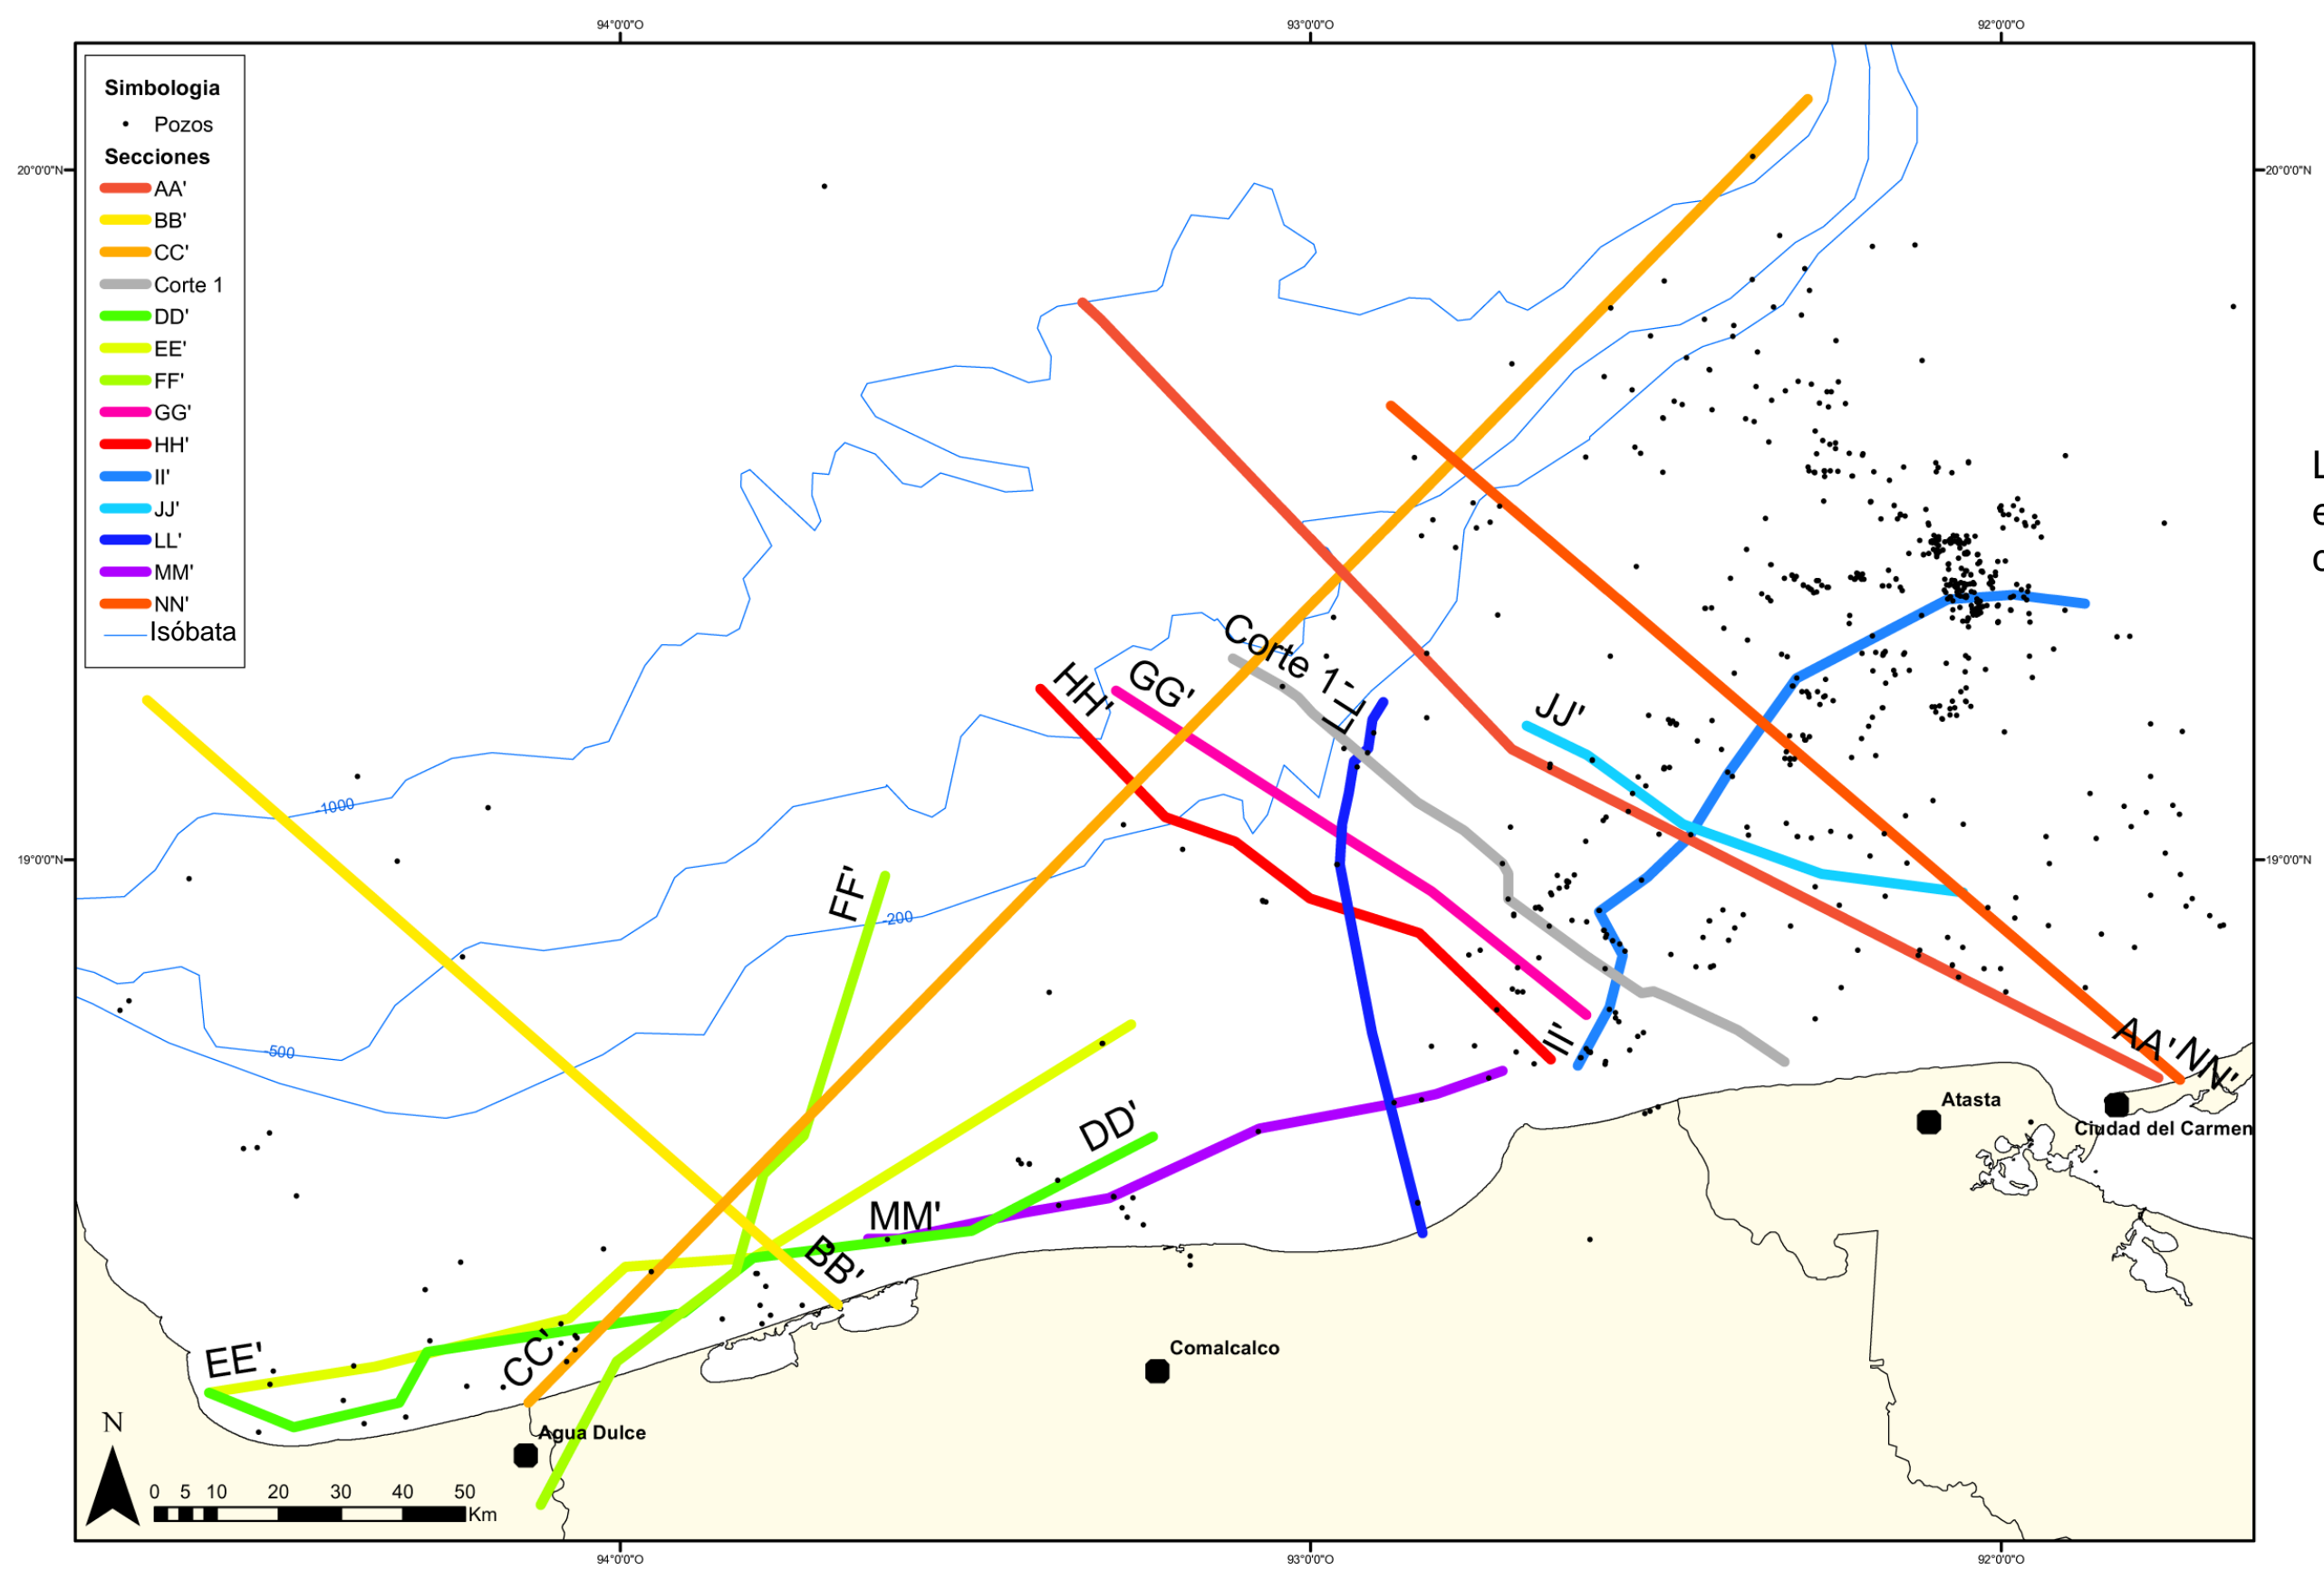 94°0'0"O 93°0'0"O 92°0'0"O
Simbologia
Pozos
Secciones
AA'
BB'
CC'
Corte 1
DD'
EE'
FF'
GG'
HH'
II'
JJ'
LL'
MM'
NN'
Isóbata
20°0'0"N 20°0'0"N
L
e
Corte 1
HH'
GG'
LL'
JJ'
-1000
19°0'0"N 19°0'0"N
FF'
-200
-500
II'
AA'
NN'
Atasta
Ciudad del Carmen
DD'
MM'
BB'
EE'
CC'
Comalcalco
Agua Dulce
N
0 5 10 20 30 40 50
Km
94°0'0"O 93°0'0"O 92°0'0"O